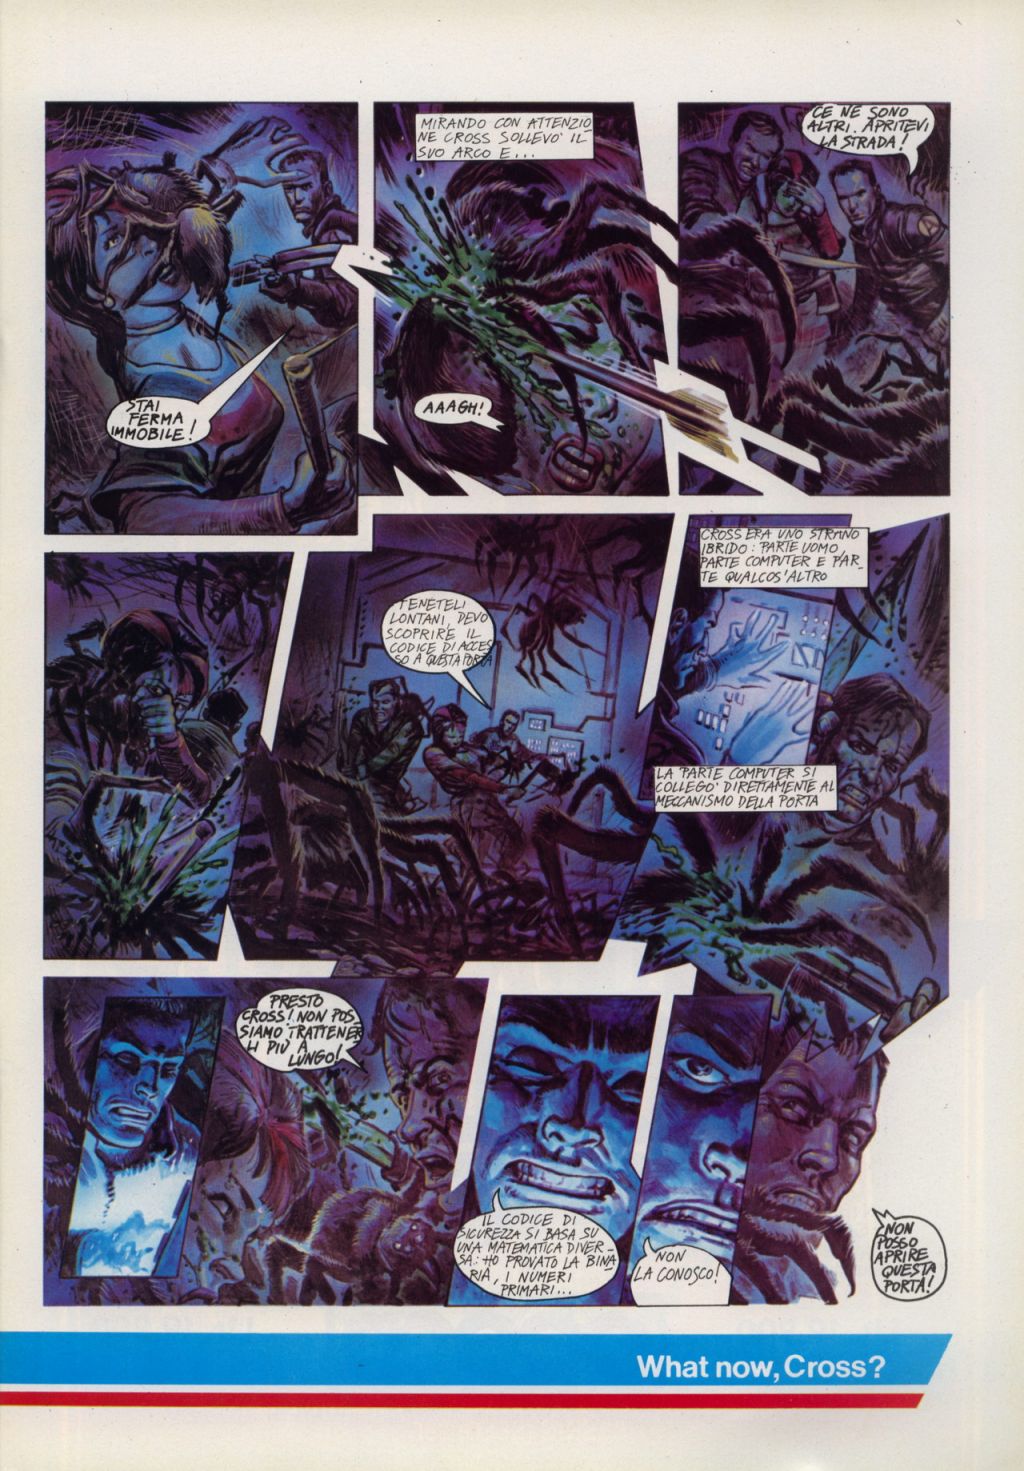 STAI
FERMA
IMMOBILE!
MIRANDO CON ATTENZIO-
NE CROSS SOLLEVO' IL
SUO ARCO E...
AAAGH!
CE NE SONO
ALTRI. APRITEVI
LA STRADA!
TENETELI
LONTANI, DEVO
SCOPRIRE IL
CODICE DI ACCES
SO A QUESTA PORTA
CROSS ERA UNO STRANO
IBRIDO: PARTE UOMO
PARTE COMPUTER E PAR-
TE QUALCOS'ALTRO
LA PARTE COMPUTER SI
COLLEGO' DIRETTAMENTE AL
MECCANISMO DELLA PORTA
PRESTO
CROSS! NON POS
SIAMO TRATTENER
LI PIÙ A
LUNGO!
IL CODICE DI
SICUREZZA SI BASA SU
UNA MATEMATICA DIVER-
SA: HO PROVATO LA BINA
RIA, I NUMERI
PRIMARI...
NON
LA CONOSCO!
NON
POSSO
APRIRE
QUESTA
PORTA!
What now, Cross?